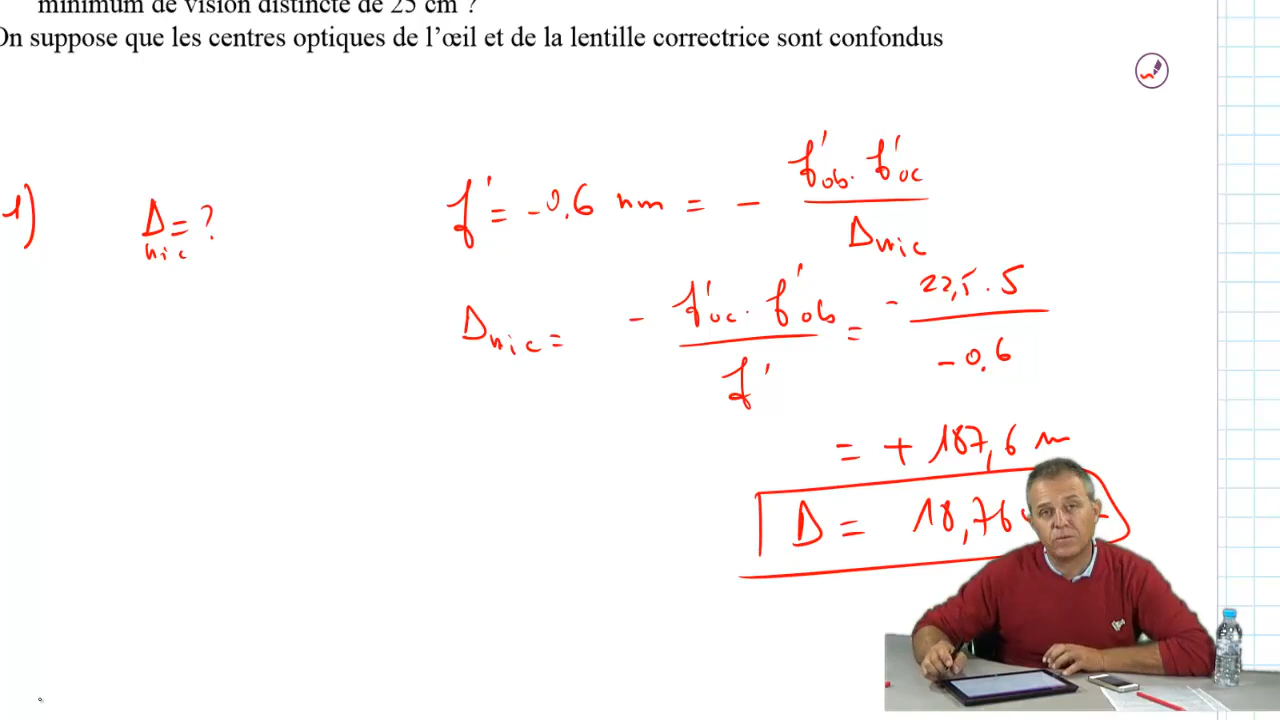 minimum de vision distincte de 25 cm ?
On suppose que les centres optiques de l'œil et de la lentille correctrice sont confondus
1) Δmic = ? f' = -0,6 mm = - f'ob . f'oc / Δmic
Δmic = - f'oc . f'ob / f' = - 22,5 . 5 / -0,6
= + 187,6 m
Δ = 18,76